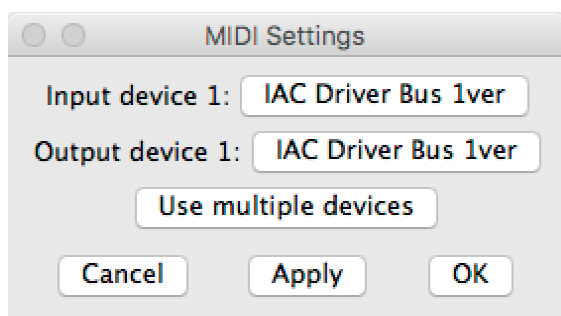 MIDI Settings
Input device 1: IAC Driver Bus 1ver
Output device 1: IAC Driver Bus 1ver
Use multiple devices
Cancel Apply OK